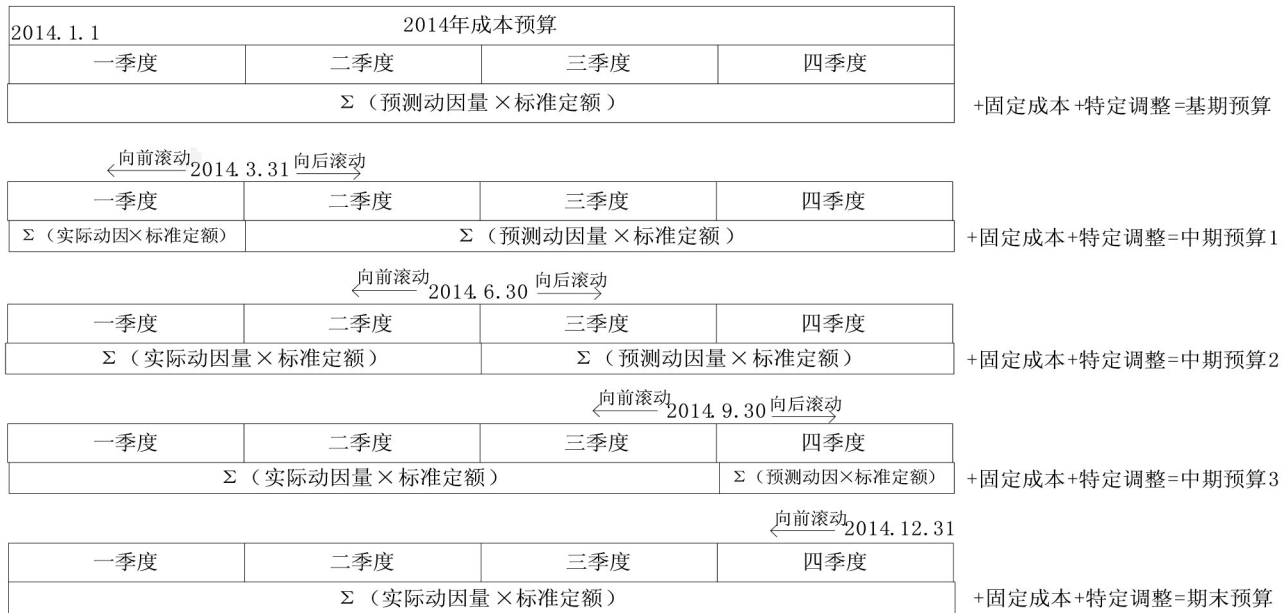 2014.1.1 2014年成本预算
一季度 二季度 三季度 四季度
Σ（预测动因量×标准定额） +固定成本+特定调整=基期预算
向前滚动 2014.3.31 向后滚动
一季度 二季度 三季度 四季度
Σ（实际动因×标准定额） Σ（预测动因量×标准定额） +固定成本+特定调整=中期预算1
向前滚动 2014.6.30 向后滚动
一季度 二季度 三季度 四季度
Σ（实际动因量×标准定额） Σ（预测动因量×标准定额） +固定成本+特定调整=中期预算2
向前滚动 2014.9.30 向后滚动
一季度 二季度 三季度 四季度
Σ（实际动因量×标准定额） Σ（预测动因×标准定额） +固定成本+特定调整=中期预算3
向前滚动 2014.12.31
一季度 二季度 三季度 四季度
Σ（实际动因量×标准定额） +固定成本+特定调整=期末预算